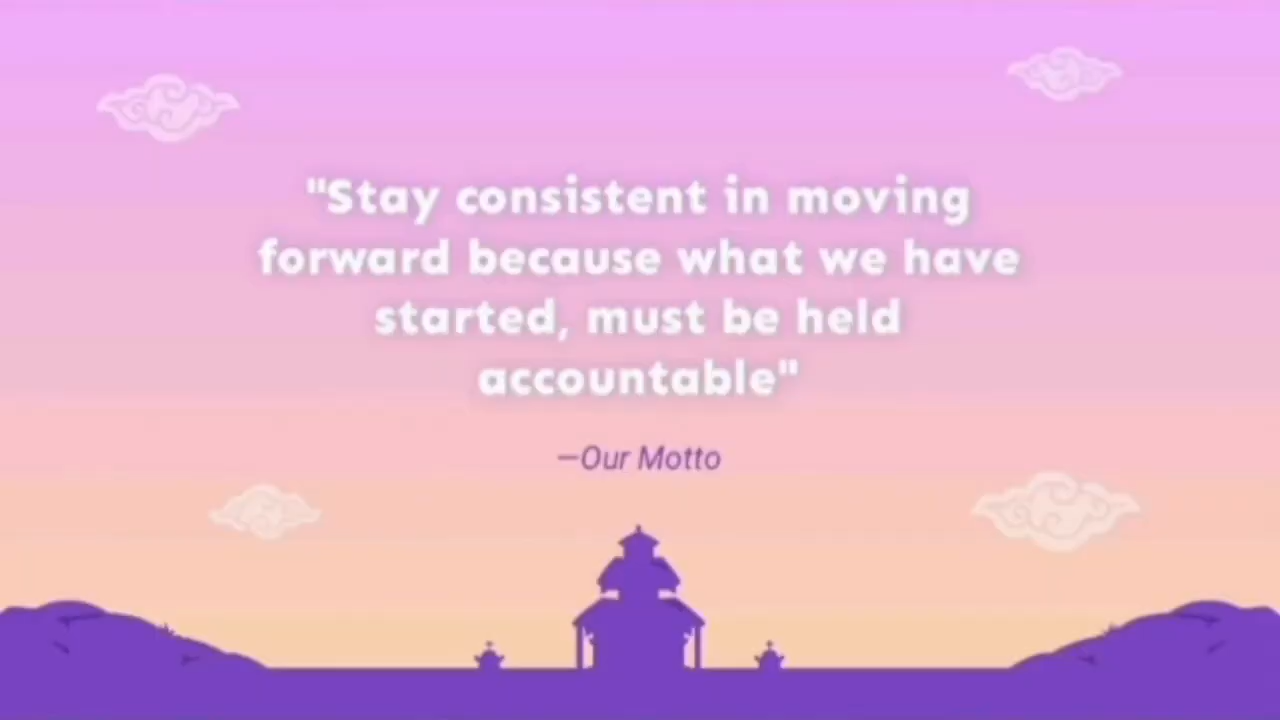 "Stay consistent in moving
forward because what we have
started, must be held
accountable"
—Our Motto